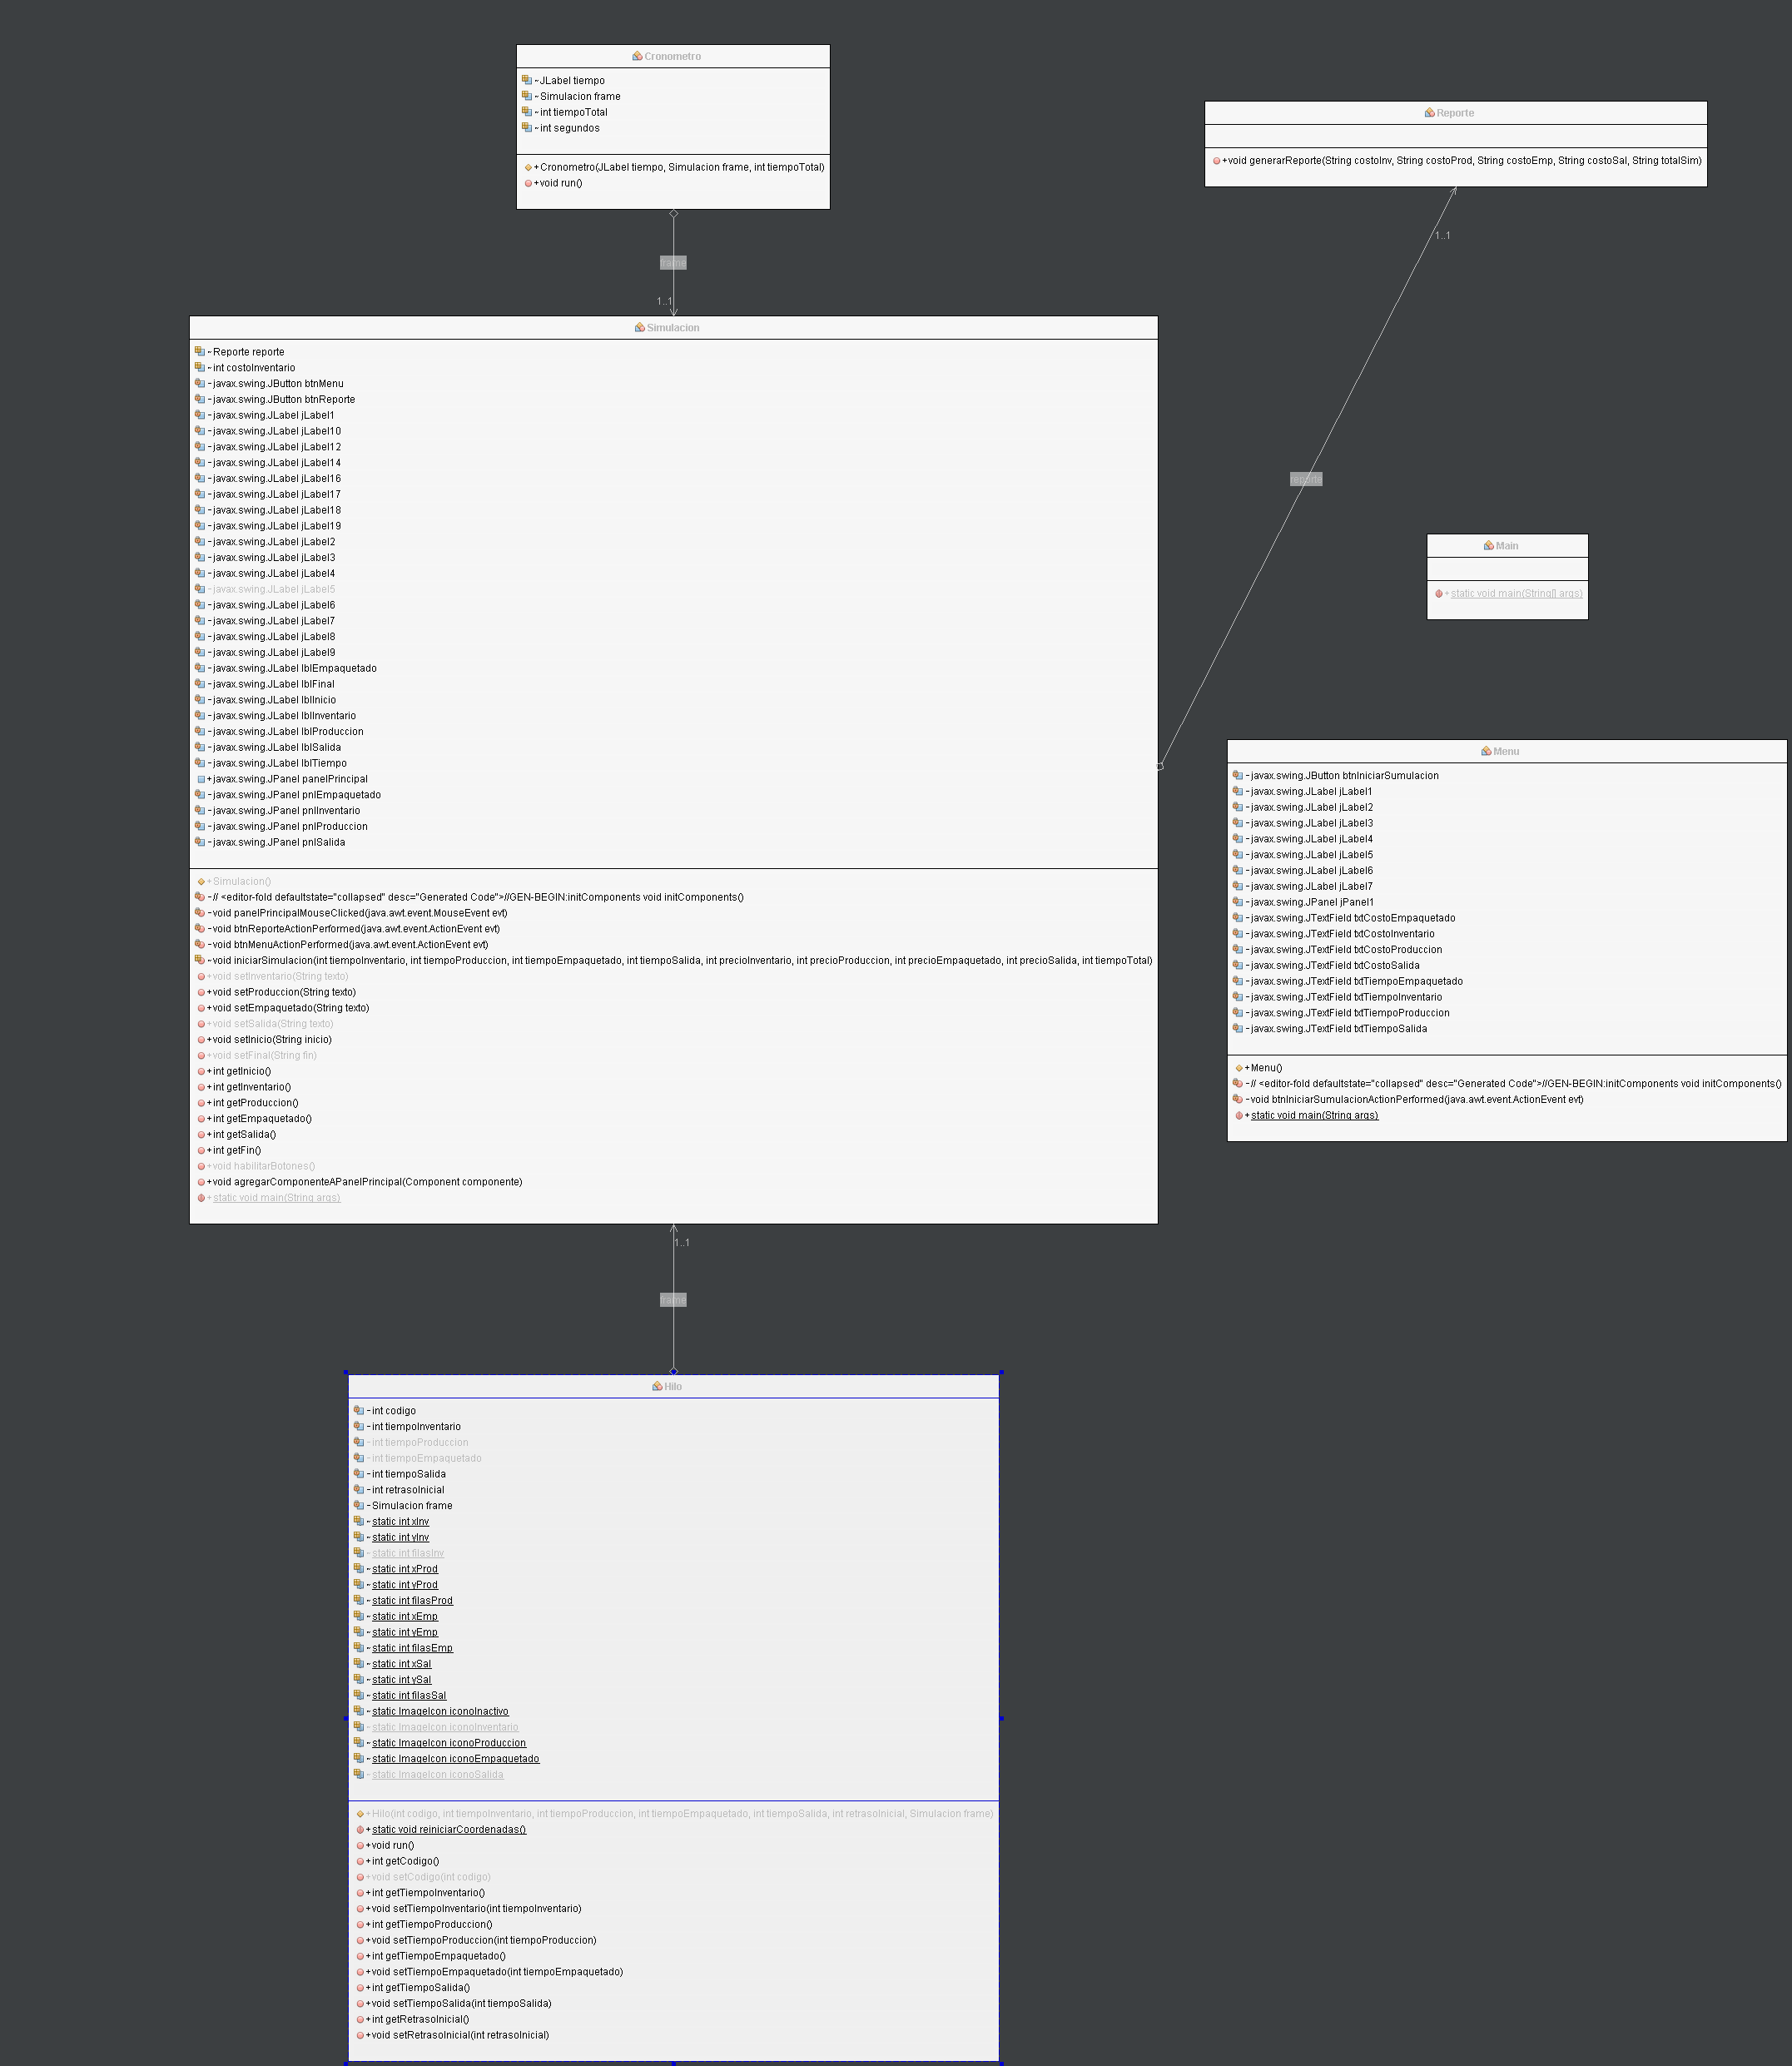 Cronometro
~JLabel tiempo
~Simulacion frame
~int tiempoTotal
~int segundos
+Cronometro(JLabel tiempo, Simulacion frame, int tiempoTotal)
+void run()
frame
1..1
Reporte
+void generarReporte(String costoInv, String costoProd, String costoEmp, String costoSal, String totalSim)
1..1
reporte
Simulacion
~Reporte reporte
~int costoInventario
-javax.swing.JButton btnMenu
-javax.swing.JButton btnReporte
-javax.swing.JLabel jLabel1
-javax.swing.JLabel jLabel10
-javax.swing.JLabel jLabel12
-javax.swing.JLabel jLabel14
-javax.swing.JLabel jLabel16
-javax.swing.JLabel jLabel17
-javax.swing.JLabel jLabel18
-javax.swing.JLabel jLabel19
-javax.swing.JLabel jLabel2
-javax.swing.JLabel jLabel3
-javax.swing.JLabel jLabel4
-javax.swing.JLabel jLabel5
-javax.swing.JLabel jLabel6
-javax.swing.JLabel jLabel7
-javax.swing.JLabel jLabel8
-javax.swing.JLabel jLabel9
-javax.swing.JLabel lblEmpaquetado
-javax.swing.JLabel lblFinal
-javax.swing.JLabel lblInicio
-javax.swing.JLabel lblInventario
-javax.swing.JLabel lblProduccion
-javax.swing.JLabel lblSalida
-javax.swing.JLabel lblTiempo
+javax.swing.JPanel panelPrincipal
-javax.swing.JPanel pnlEmpaquetado
-javax.swing.JPanel pnlInventario
-javax.swing.JPanel pnlProduccion
-javax.swing.JPanel pnlSalida
+Simulacion()
-// <editor-fold defaultstate="collapsed" desc="Generated Code">//GEN-BEGIN:initComponents void initComponents()
-void panelPrincipalMouseClicked(java.awt.event.MouseEvent evt)
-void btnReporteActionPerformed(java.awt.event.ActionEvent evt)
-void btnMenuActionPerformed(java.awt.event.ActionEvent evt)
~void iniciarSimulacion(int tiempoInventario, int tiempoProduccion, int tiempoEmpaquetado, int tiempoSalida, int precioInventario, int precioProduccion, int precioEmpaquetado, int precioSalida, int tiempoTotal)
+void setInventario(String texto)
+void setProduccion(String texto)
+void setEmpaquetado(String texto)
+void setSalida(String texto)
+void setInicio(String inicio)
+void setFinal(String fin)
+int getInicio()
+int getInventario()
+int getProduccion()
+int getEmpaquetado()
+int getSalida()
+int getFin()
+void habilitarBotones()
+void agregarComponenteAPanelPrincipal(Component componente)
+static void main(String args)
Main
+static void main(String[] args)
Menu
-javax.swing.JButton btnIniciarSumulacion
-javax.swing.JLabel jLabel1
-javax.swing.JLabel jLabel2
-javax.swing.JLabel jLabel3
-javax.swing.JLabel jLabel4
-javax.swing.JLabel jLabel5
-javax.swing.JLabel jLabel6
-javax.swing.JLabel jLabel7
-javax.swing.JPanel jPanel1
-javax.swing.JTextField txtCostoEmpaquetado
-javax.swing.JTextField txtCostoInventario
-javax.swing.JTextField txtCostoProduccion
-javax.swing.JTextField txtCostoSalida
-javax.swing.JTextField txtTiempoEmpaquetado
-javax.swing.JTextField txtTiempoInventario
-javax.swing.JTextField txtTiempoProduccion
-javax.swing.JTextField txtTiempoSalida
+Menu()
-// <editor-fold defaultstate="collapsed" desc="Generated Code">//GEN-BEGIN:initComponents void initComponents()
-void btnIniciarSumulacionActionPerformed(java.awt.event.ActionEvent evt)
+static void main(String args)
1..1
frame
Hilo
-int codigo
-int tiempoInventario
-int tiempoProduccion
-int tiempoEmpaquetado
-int tiempoSalida
-int retrasoInicial
-Simulacion frame
~static int xInv
~static int yInv
~static int filasInv
~static int xProd
~static int yProd
~static int filasProd
~static int xEmp
~static int yEmp
~static int filasEmp
~static int xSal
~static int ySal
~static int filasSal
~static ImageIcon iconoInactivo
~static ImageIcon iconoInventario
~static ImageIcon iconoProduccion
~static ImageIcon iconoEmpaquetado
~static ImageIcon iconoSalida
+Hilo(int codigo, int tiempoInventario, int tiempoProduccion, int tiempoEmpaquetado, int tiempoSalida, int retrasoInicial, Simulacion frame)
+static void reiniciarCoordenadas()
+void run()
+int getCodigo()
+void setCodigo(int codigo)
+int getTiempoInventario()
+void setTiempoInventario(int tiempoInventario)
+int getTiempoProduccion()
+void setTiempoProduccion(int tiempoProduccion)
+int getTiempoEmpaquetado()
+void setTiempoEmpaquetado(int tiempoEmpaquetado)
+int getTiempoSalida()
+void setTiempoSalida(int tiempoSalida)
+int getRetrasoInicial()
+void setRetrasoInicial(int retrasoInicial)